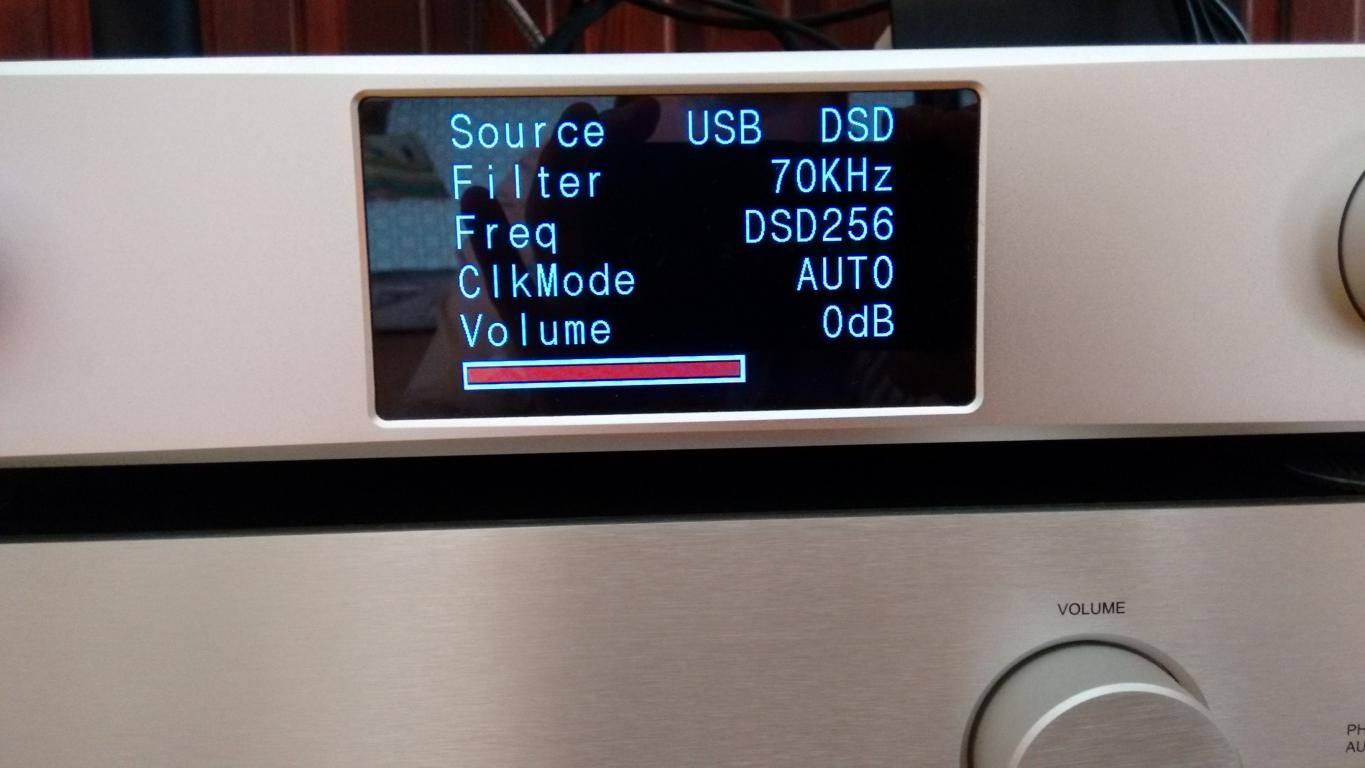 Source USB DSD
Filter 70KHz
Freq DSD256
ClkMode AUTO
Volume 0dB
VOLUME